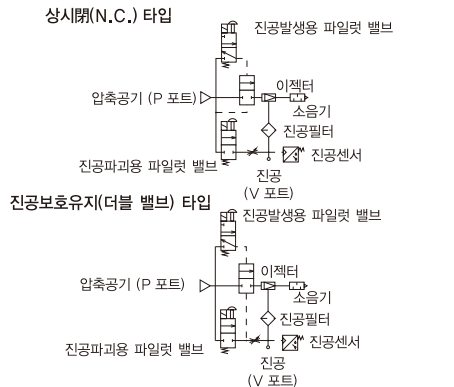 상시閉(N.C.) 타입
진공발생용 파일럿 밸브
이젝터
압축공기 (P 포트)
소음기
진공필터
진공센서
진공파괴용 파일럿 밸브
진공
(V 포트)
진공보호유지(더블 밸브) 타입
진공발생용 파일럿 밸브
이젝터
압축공기 (P 포트)
소음기
진공필터
진공센서
진공파괴용 파일럿 밸브
진공
(V 포트)